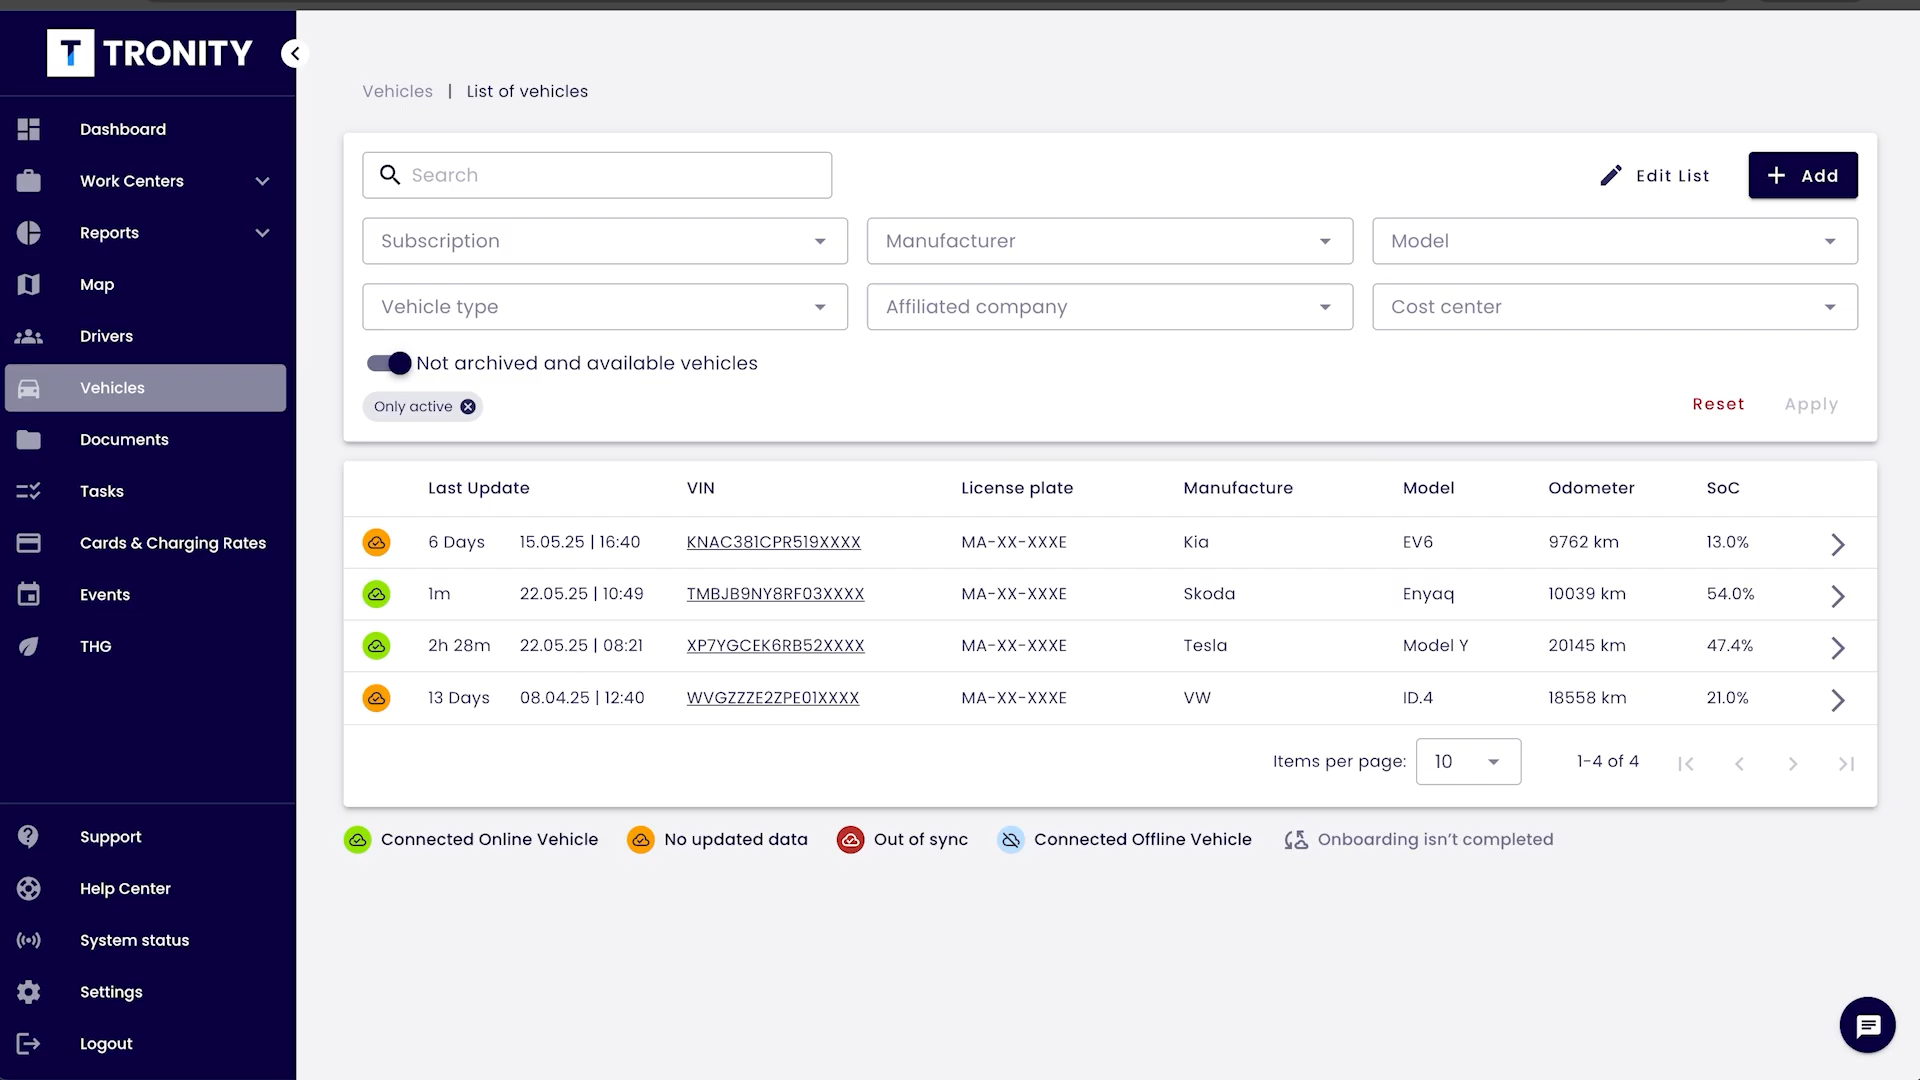 TRONITY
Dashboard
Work Centers
Reports
Map
Drivers
Vehicles
Documents
Tasks
Cards & Charging Rates
Events
THG
Support
Help Center
System status
Settings
Logout
Vehicles | List of vehicles
Search
Edit List
+ Add
Subscription Manufacturer Model
Vehicle type Affiliated company Cost center
Not archived and available vehicles
Only active
Reset Apply
Last Update VIN License plate Manufacture Model Odometer SoC
6 Days 15.05.25 | 16:40 KNAC381CPR519XXXX MA-XX-XXXE Kia EV6 9762 km 13.0%
1m 22.05.25 | 10:49 TMBJB9NY8RF03XXXX MA-XX-XXXE Skoda Enyaq 10039 km 54.0%
2h 28m 22.05.25 | 08:21 XP7YGCEK6RB52XXXX MA-XX-XXXE Tesla Model Y 20145 km 47.4%
13 Days 08.04.25 | 12:40 WVGZZZE2ZPE01XXXX MA-XX-XXXE VW ID.4 18558 km 21.0%
Items per page: 10 1-4 of 4
Connected Online Vehicle No updated data Out of sync Connected Offline Vehicle Onboarding isn’t completed